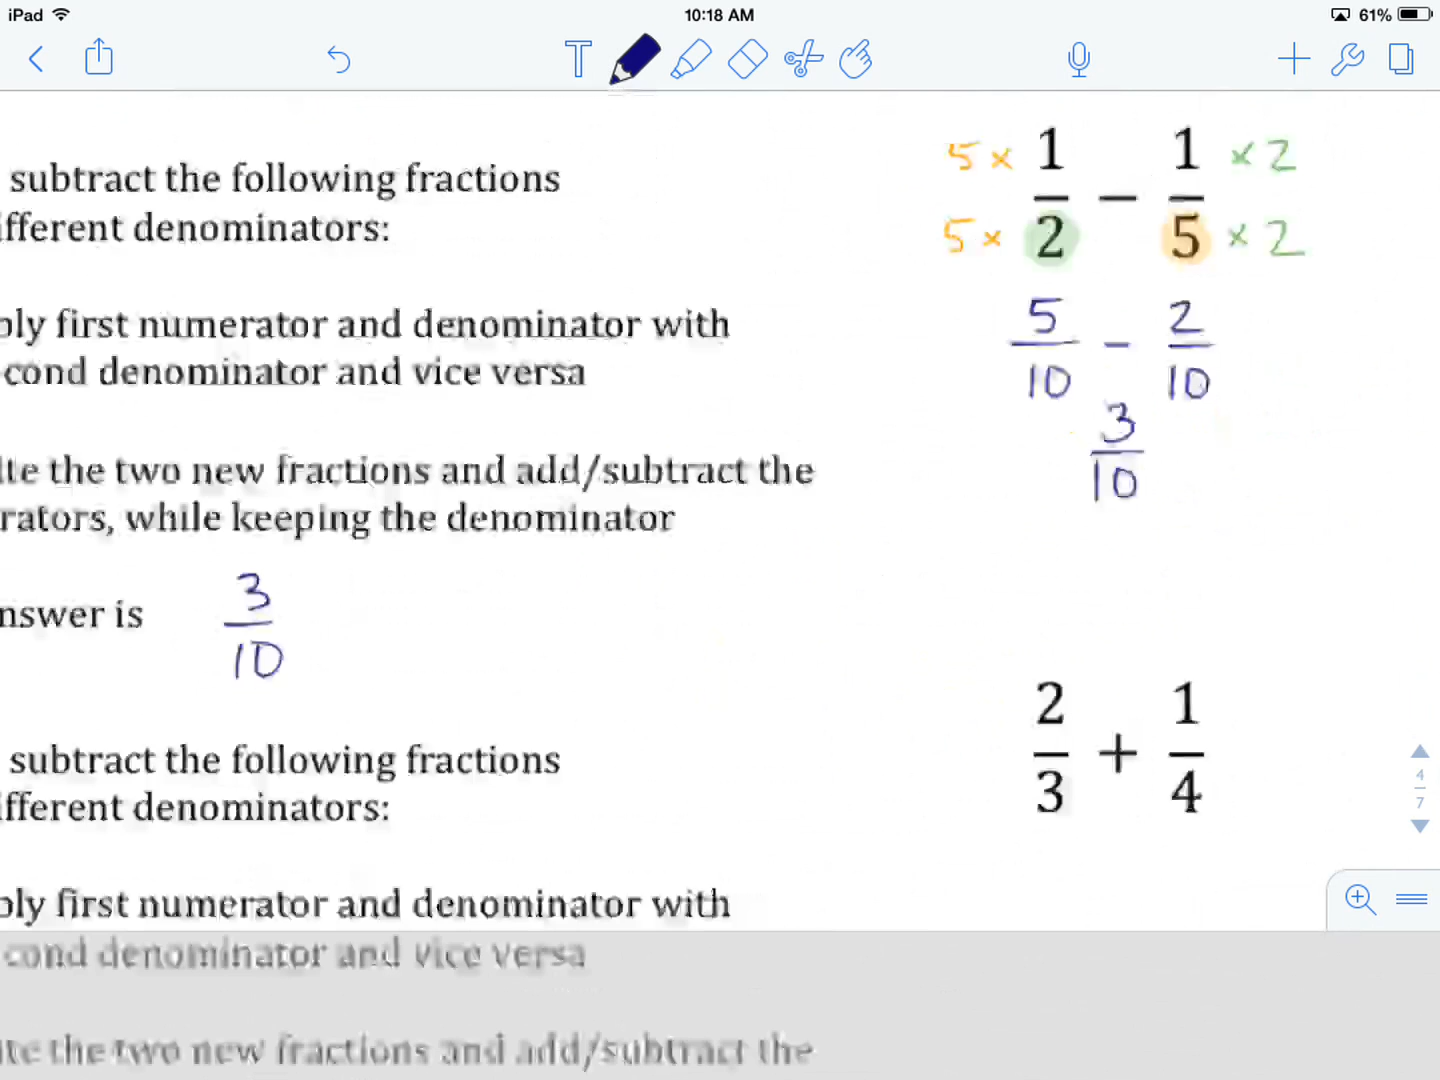 iPad 10:18 AM 61%
T
subtract the following fractions
ifferent denominators:
5 × 1/2 − 1/5 × 2
5 × × 2
ply first numerator and denominator with
cond denominator and vice versa
5/10 − 2/10
3/10
ite the two new fractions and add/subtract the
rators, while keeping the denominator
nswer is 3/10
subtract the following fractions
ifferent denominators:
2/3 + 1/4
4/7
ply first numerator and denominator with
cond denominator and vice versa
ite the two new fractions and add/subtract the